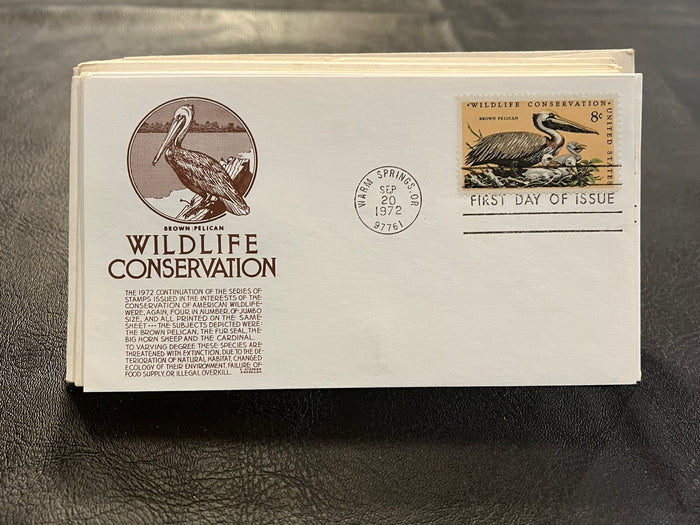 BROWN PELICAN
WILDLIFE
CONSERVATION
THE 1972 CONTINUATION OF THE SERIES OF
STAMPS ISSUED IN THE INTERESTS OF THE
CONSERVATION OF AMERICAN WILDLIFE
WERE, AGAIN, FOUR IN NUMBER, OF JUMBO
SIZE, AND ALL PRINTED ON THE SAME
SHEET ••• THE SUBJECTS DEPICTED WERE
THE BROWN PELICAN, THE FUR SEAL, THE
BIG HORN SHEEP AND THE CARDINAL.
TO VARYING DEGREE THESE SPECIES ARE
THREATENED WITH EXTINCTION, DUE TO THE DE-
TERIORATION OF NATURAL HABITAT, CHANGED
ECOLOGY OF THEIR ENVIRONMENT, FAILURE OF
FOOD SUPPLY, OR, ILLEGAL OVERKILL.
WARM SPRINGS, OR
SEP
20
1972
97761
WILDLIFE CONSERVATION
BROWN PELICAN
8¢
UNITED STATES
FIRST DAY OF ISSUE